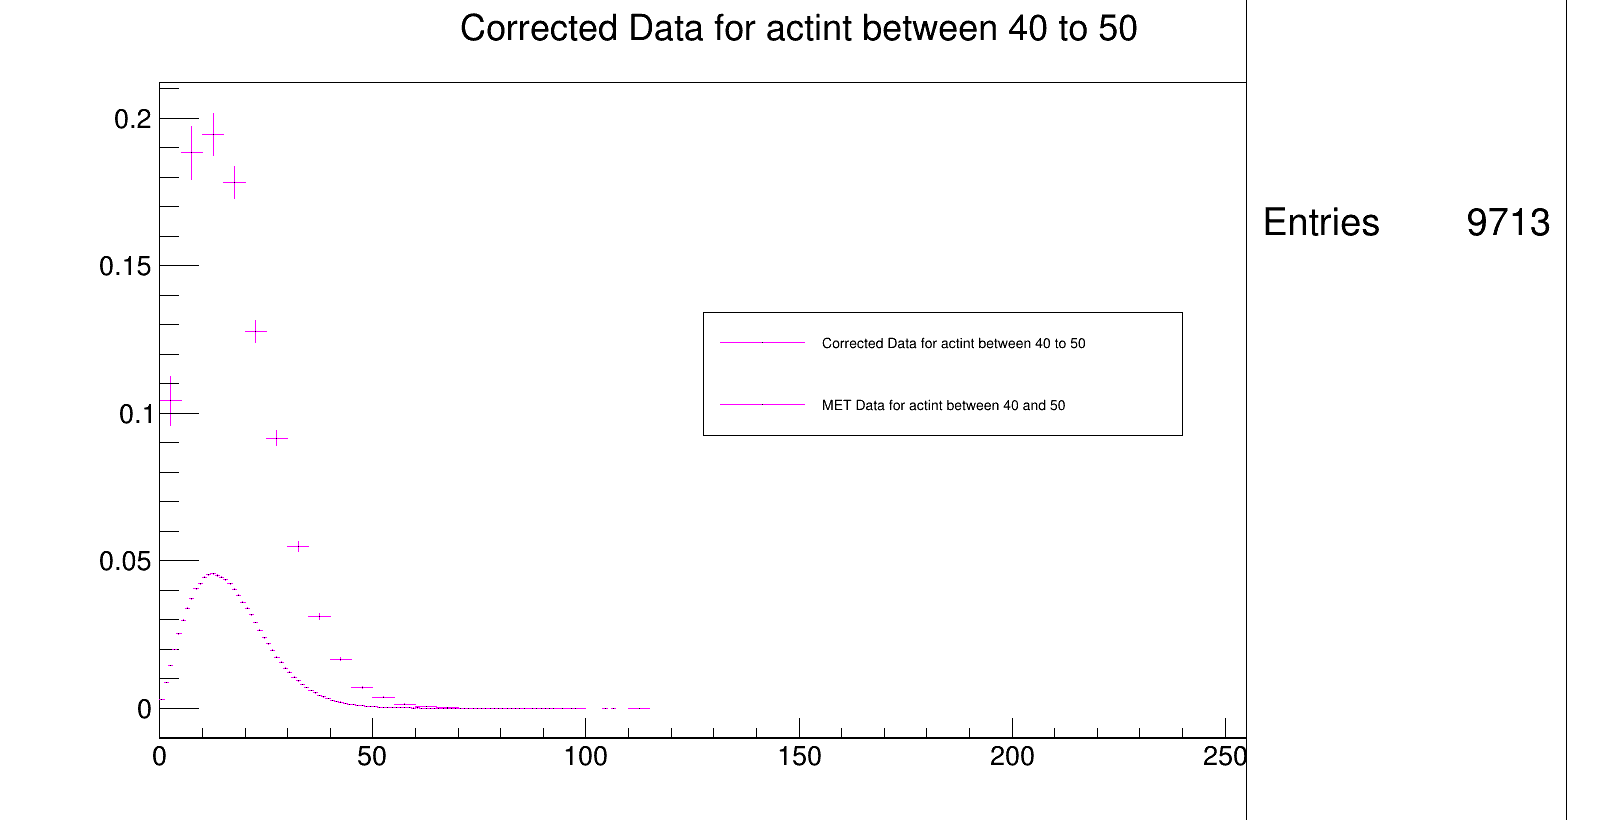 Corrected Data for actint between 40 to 50
0.2
0.15
0.1
0.05
0
0 50 100 150 200 250
Corrected Data for actint between 40 to 50
MET Data for actint between 40 and 50
Entries 9713